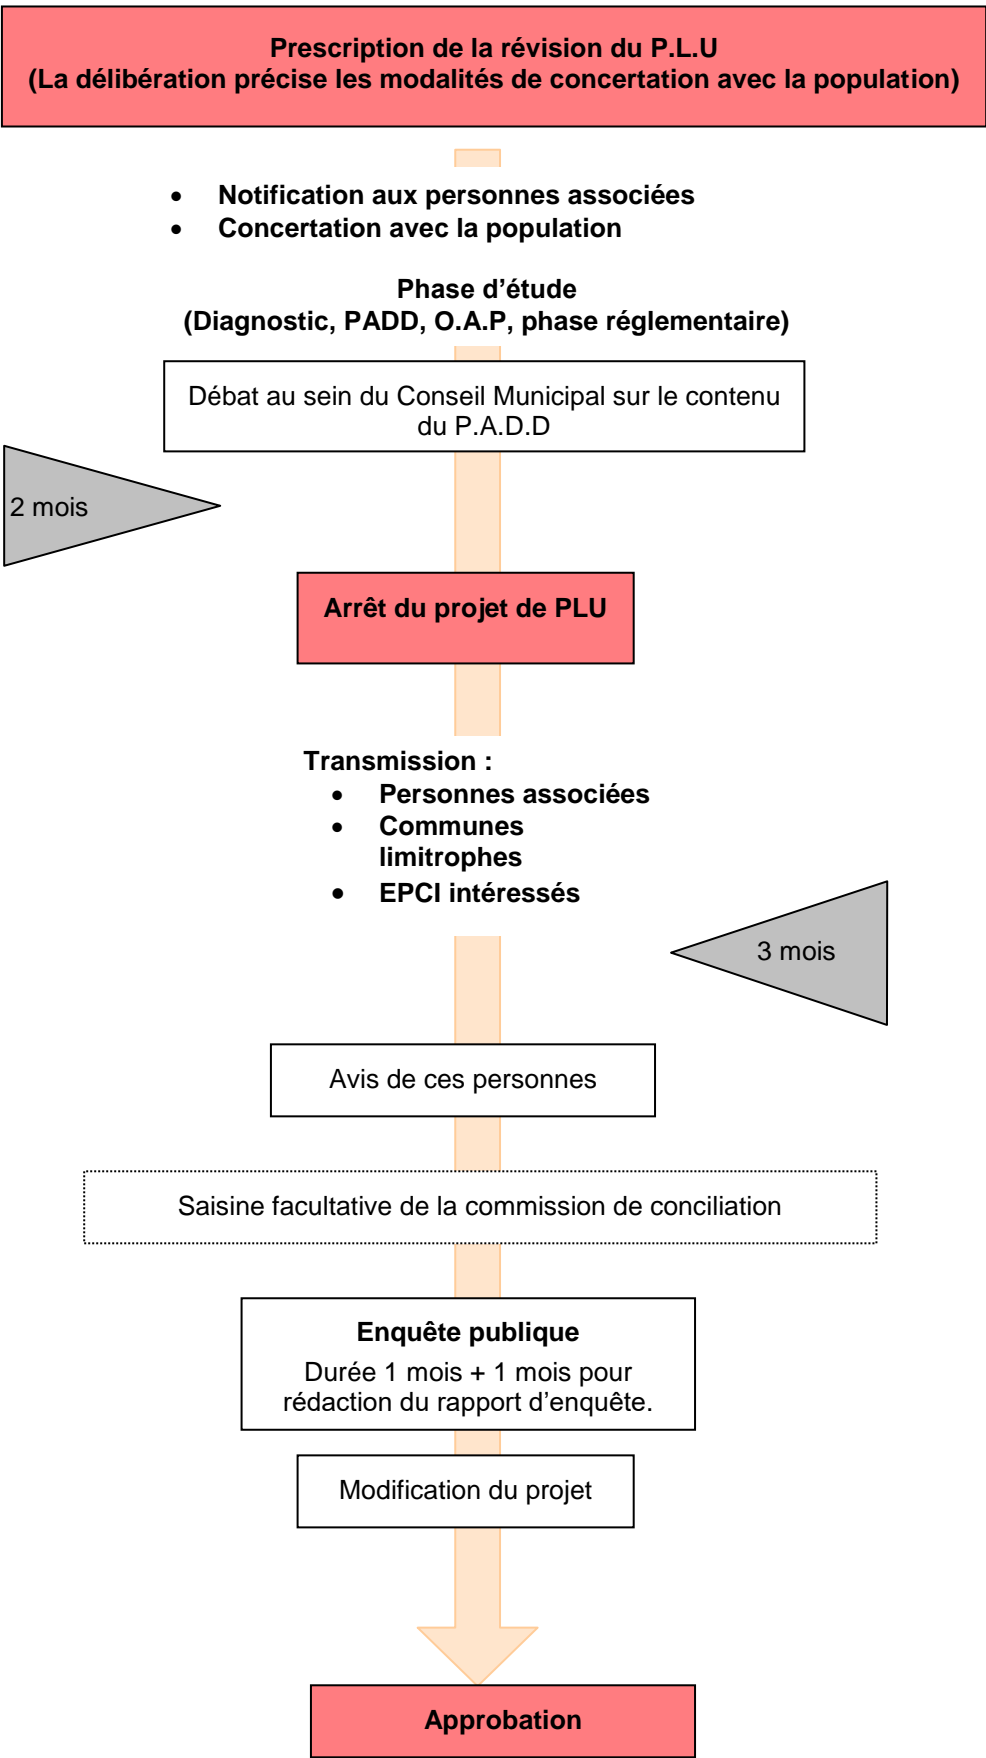 Prescription de la révision du P.L.U
(La délibération précise les modalités de concertation avec la population)
• Notification aux personnes associées
• Concertation avec la population
Phase d’étude
(Diagnostic, PADD, O.A.P, phase réglementaire)
Débat au sein du Conseil Municipal sur le contenu
du P.A.D.D
2 mois
Arrêt du projet de PLU
Transmission :
• Personnes associées
• Communes
limitrophes
• EPCI intéressés
3 mois
Avis de ces personnes
Saisine facultative de la commission de conciliation
Enquête publique
Durée 1 mois + 1 mois pour
rédaction du rapport d’enquête.
Modification du projet
Approbation